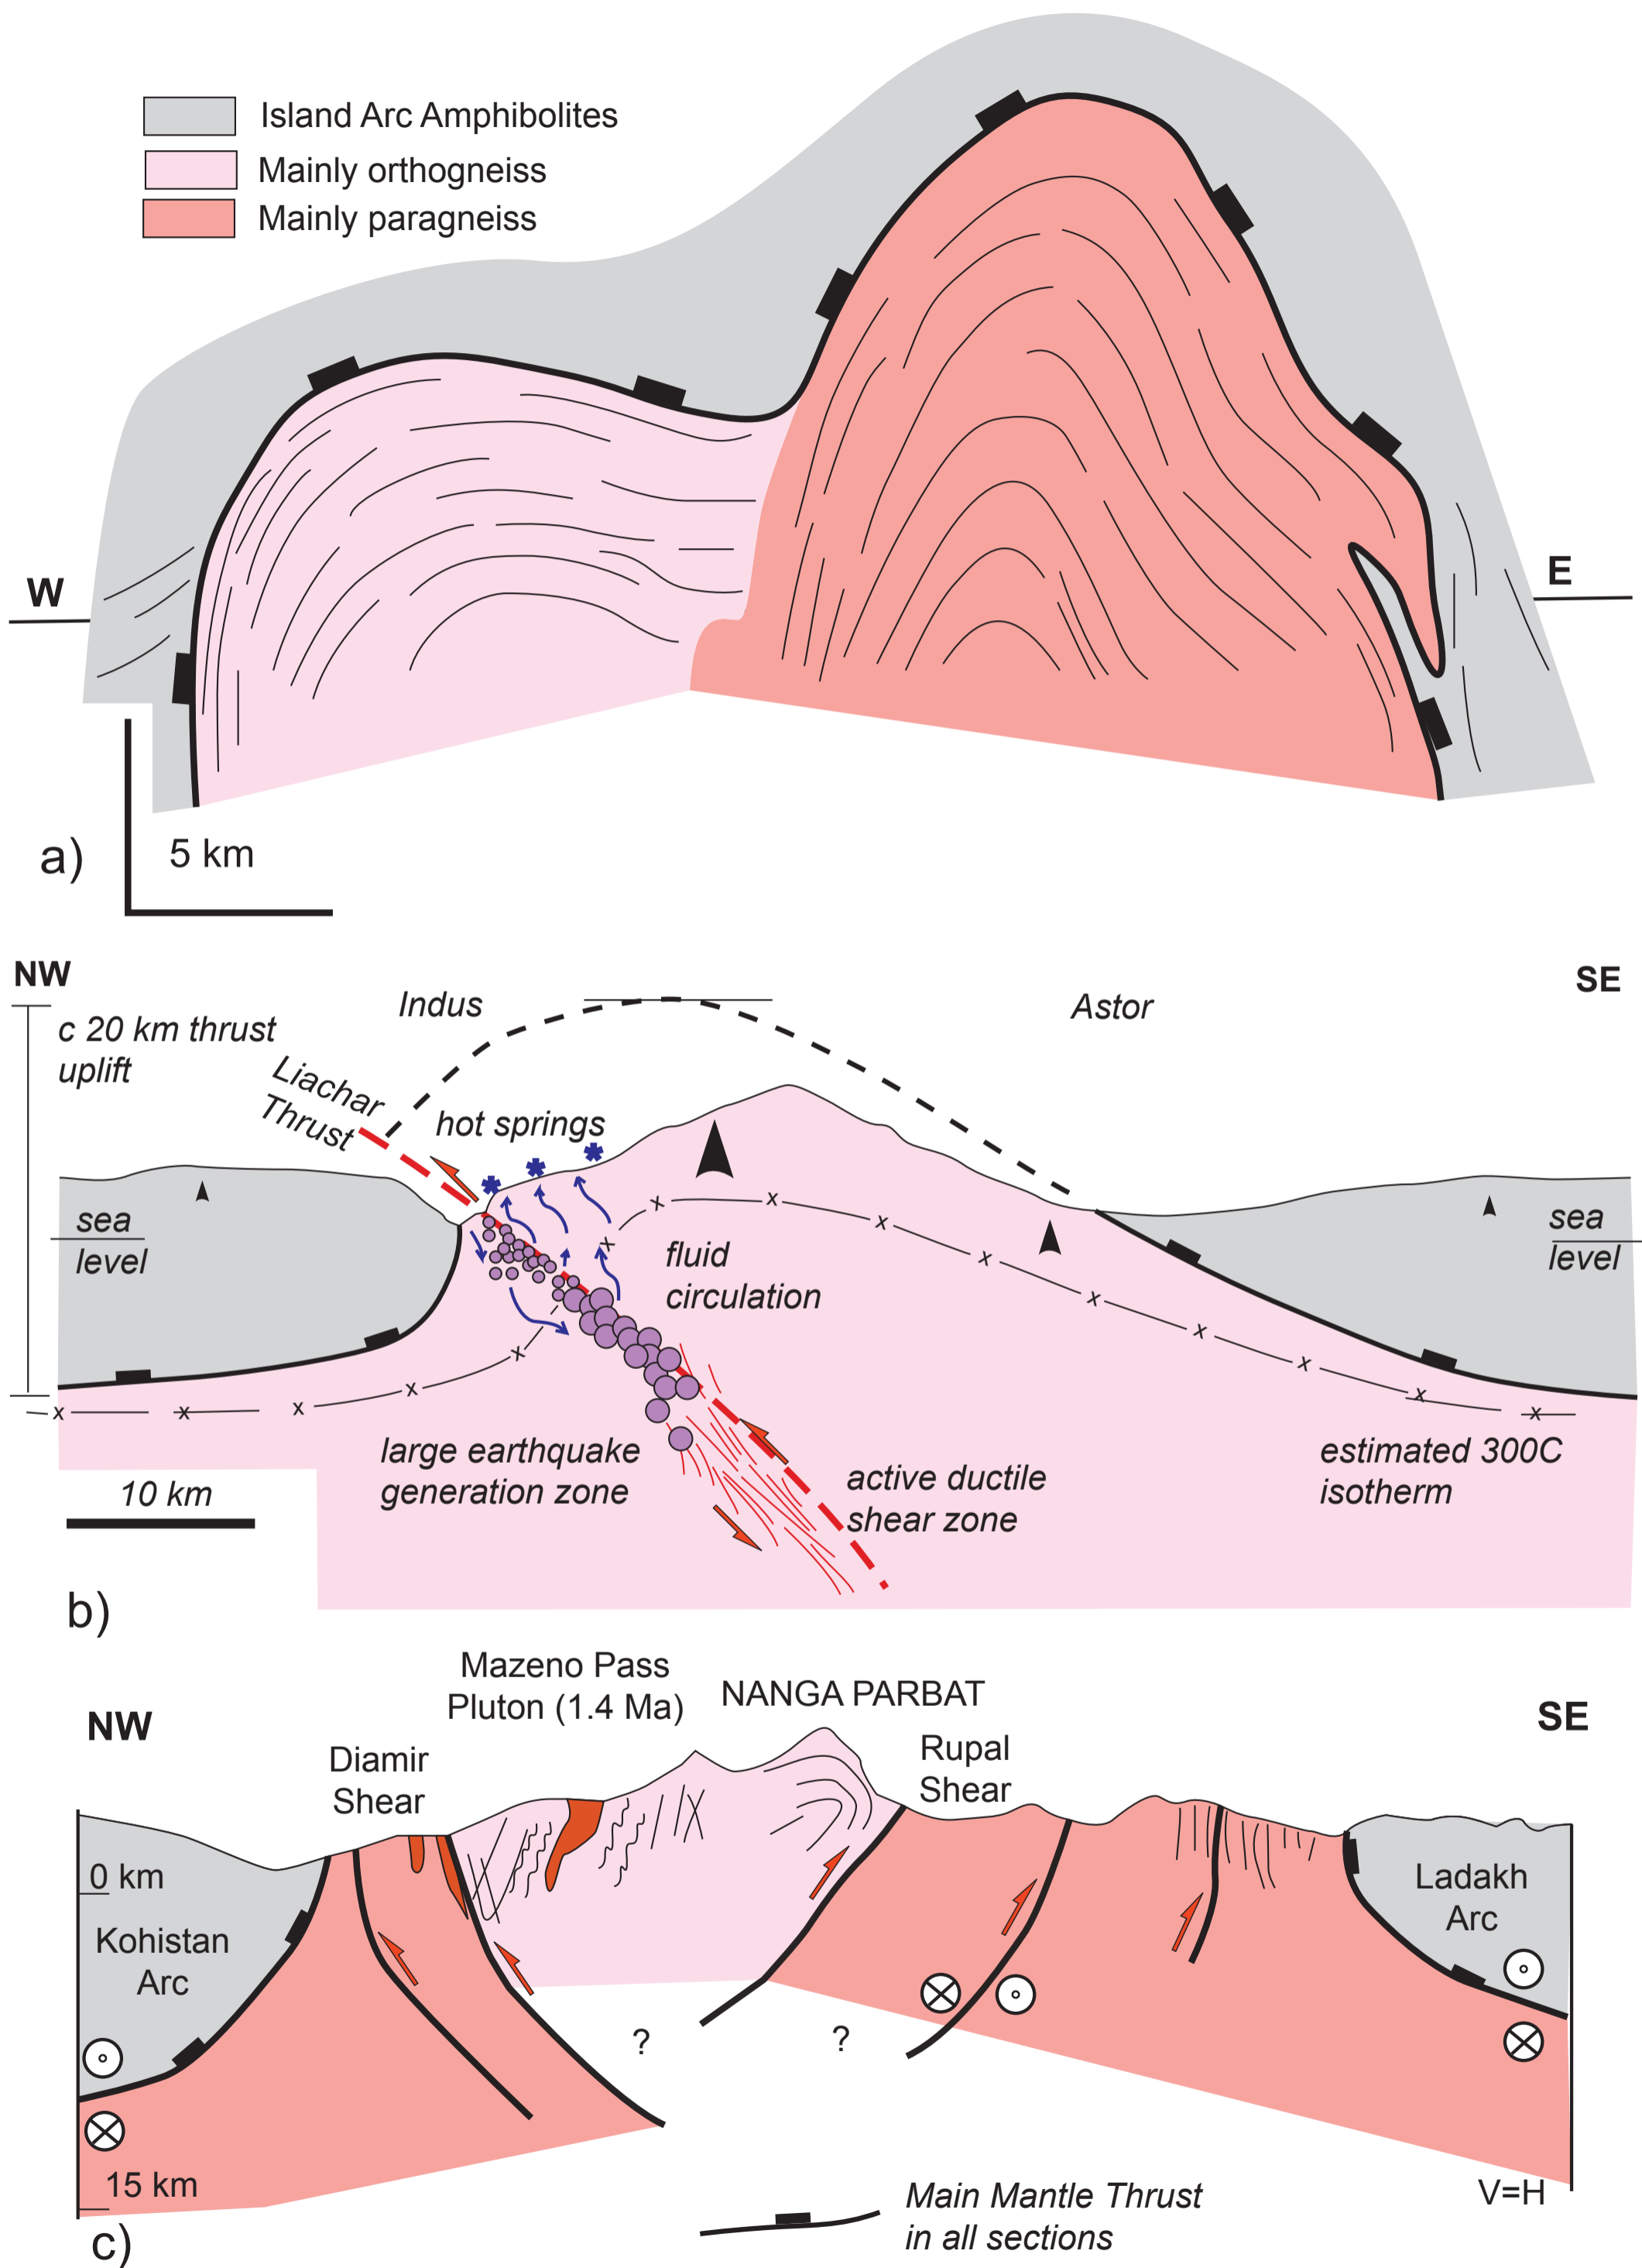 Island Arc Amphibolites
Mainly orthogneiss
Mainly paragneiss
W
E
5 km
a)
NW
SE
Indus
Astor
c 20 km thrust
uplift
Liachar
Thrust
hot springs
sea
level
fluid
circulation
sea
level
large earthquake
generation zone
active ductile
shear zone
estimated 300C
isotherm
10 km
b)
Mazeno Pass
Pluton (1.4 Ma)
NANGA PARBAT
NW
SE
Diamir
Shear
Rupal
Shear
0 km
Kohistan
Arc
Ladakh
Arc
?
?
15 km
V=H
Main Mantle Thrust
in all sections
c)